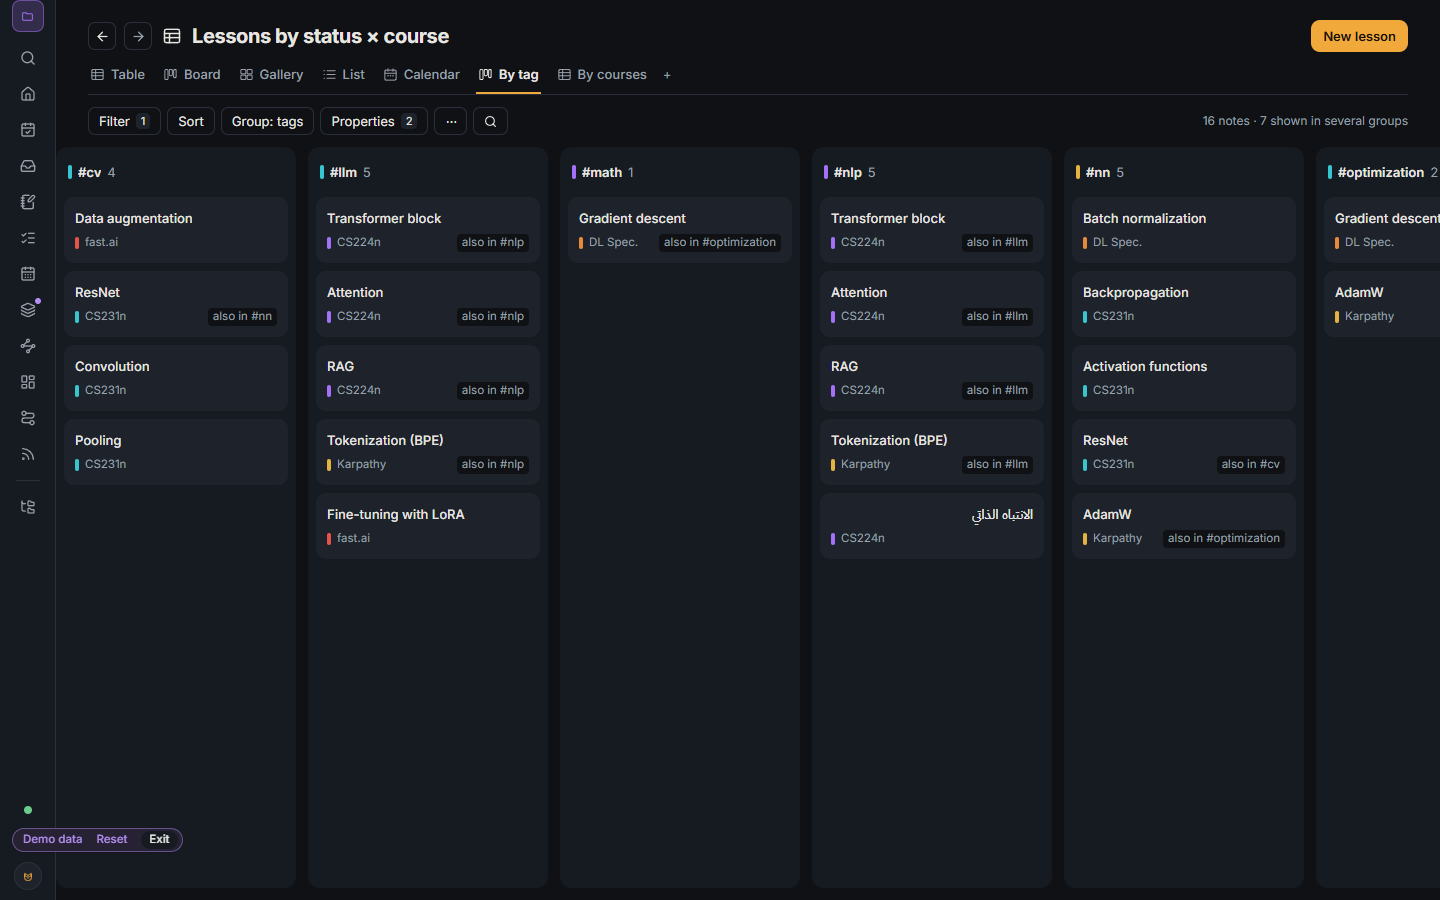 Lessons by status × course
New lesson
Table
Board
Gallery
List
Calendar
By tag
By courses
+
Filter 1
Sort
Group: tags
Properties 2
...
16 notes · 7 shown in several groups
#cv 4
Data augmentation
fast.ai
ResNet
CS231n also in #nn
Convolution
CS231n
Pooling
CS231n
#llm 5
Transformer block
CS224n also in #nlp
Attention
CS224n also in #nlp
RAG
CS224n also in #nlp
Tokenization (BPE)
Karpathy also in #nlp
Fine-tuning with LoRA
fast.ai
#math 1
Gradient descent
DL Spec. also in #optimization
#nlp 5
Transformer block
CS224n also in #llm
Attention
CS224n also in #llm
RAG
CS224n also in #llm
Tokenization (BPE)
Karpathy also in #llm
الانتباه الذاتي
CS224n
#nn 5
Batch normalization
DL Spec.
Backpropagation
CS231n
Activation functions
CS231n
ResNet
CS231n also in #cv
AdamW
Karpathy also in #optimization
#optimization 2
Gradient descent
DL Spec.
AdamW
Karpathy
Demo data Reset Exit